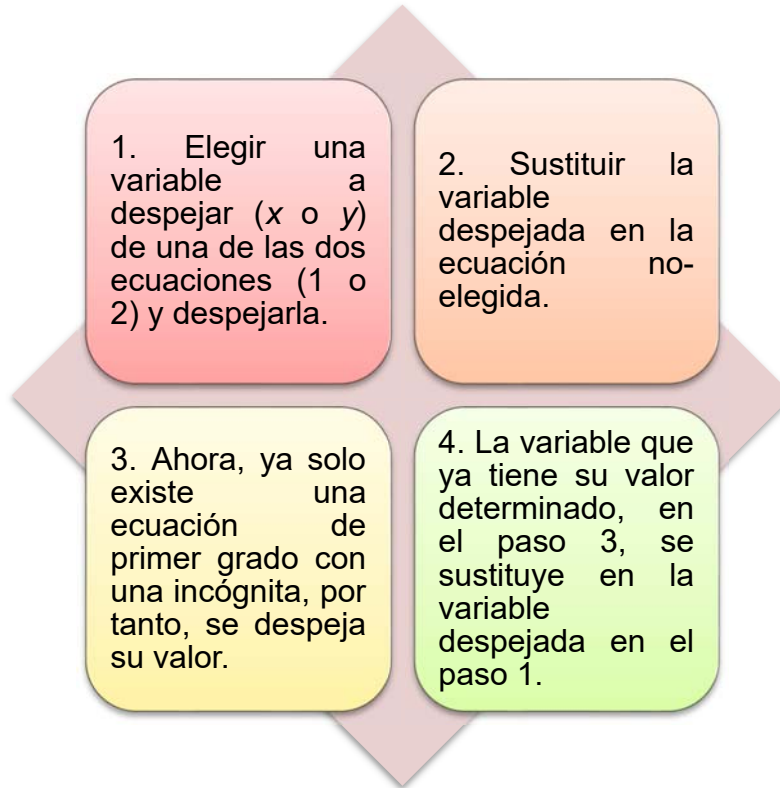 1. Elegir una
variable a
despejar (x o y)
de una de las dos
ecuaciones (1 o
2) y despejarla.
2. Sustituir la
variable
despejada en la
ecuación no-
elegida.
3. Ahora, ya solo
existe una
ecuación de
primer grado con
una incógnita, por
tanto, se despeja
su valor.
4. La variable que
ya tiene su valor
determinado, en
el paso 3, se
sustituye en la
variable
despejada en el
paso 1.